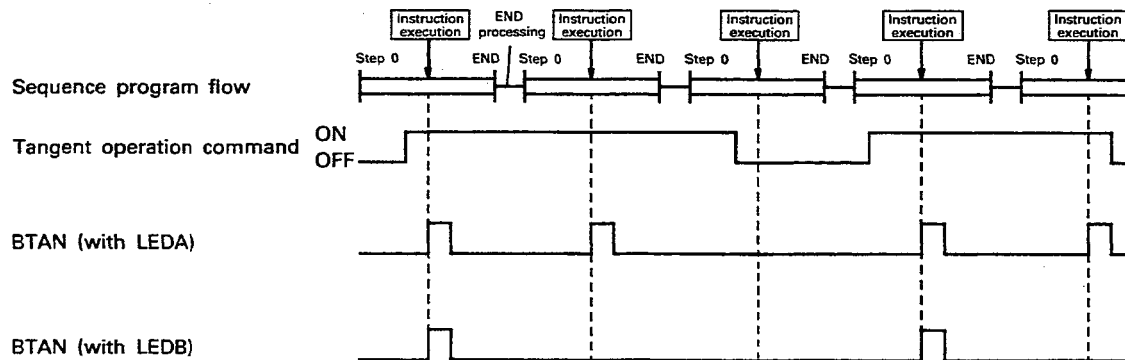 Instruction execution
END processing
Instruction execution
Instruction execution
Instruction execution
Instruction execution
Step 0 END Step 0 END Step 0 END Step 0 END Step 0
Sequence program flow
Tangent operation command ON
OFF
BTAN (with LEDA)
BTAN (with LEDB)